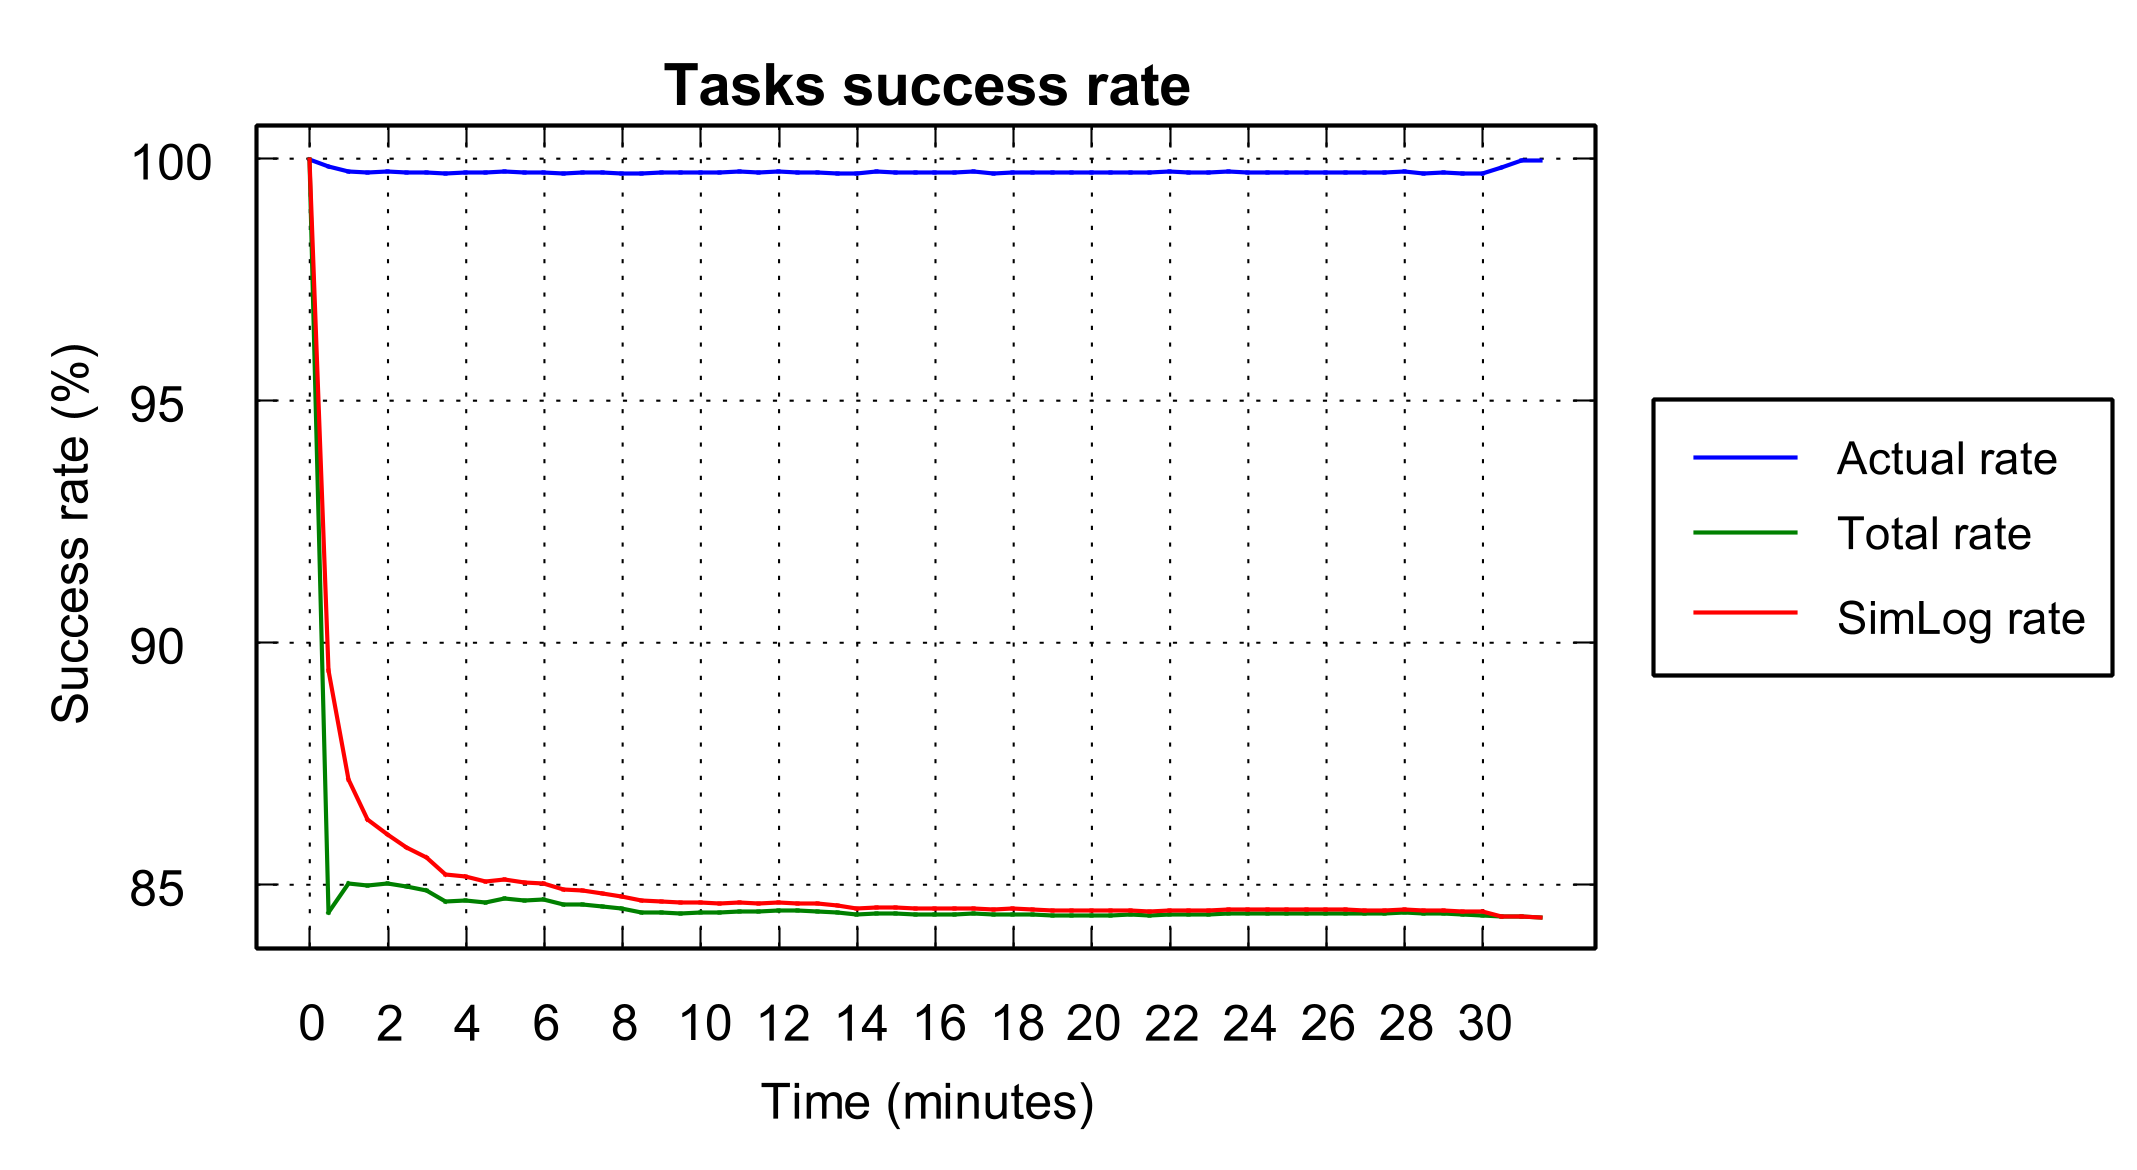 Tasks success rate
100
95
90
85
Success rate (%)
0 2 4 6 8 10 12 14 16 18 20 22 24 26 28 30
Time (minutes)
Actual rate
Total rate
SimLog rate